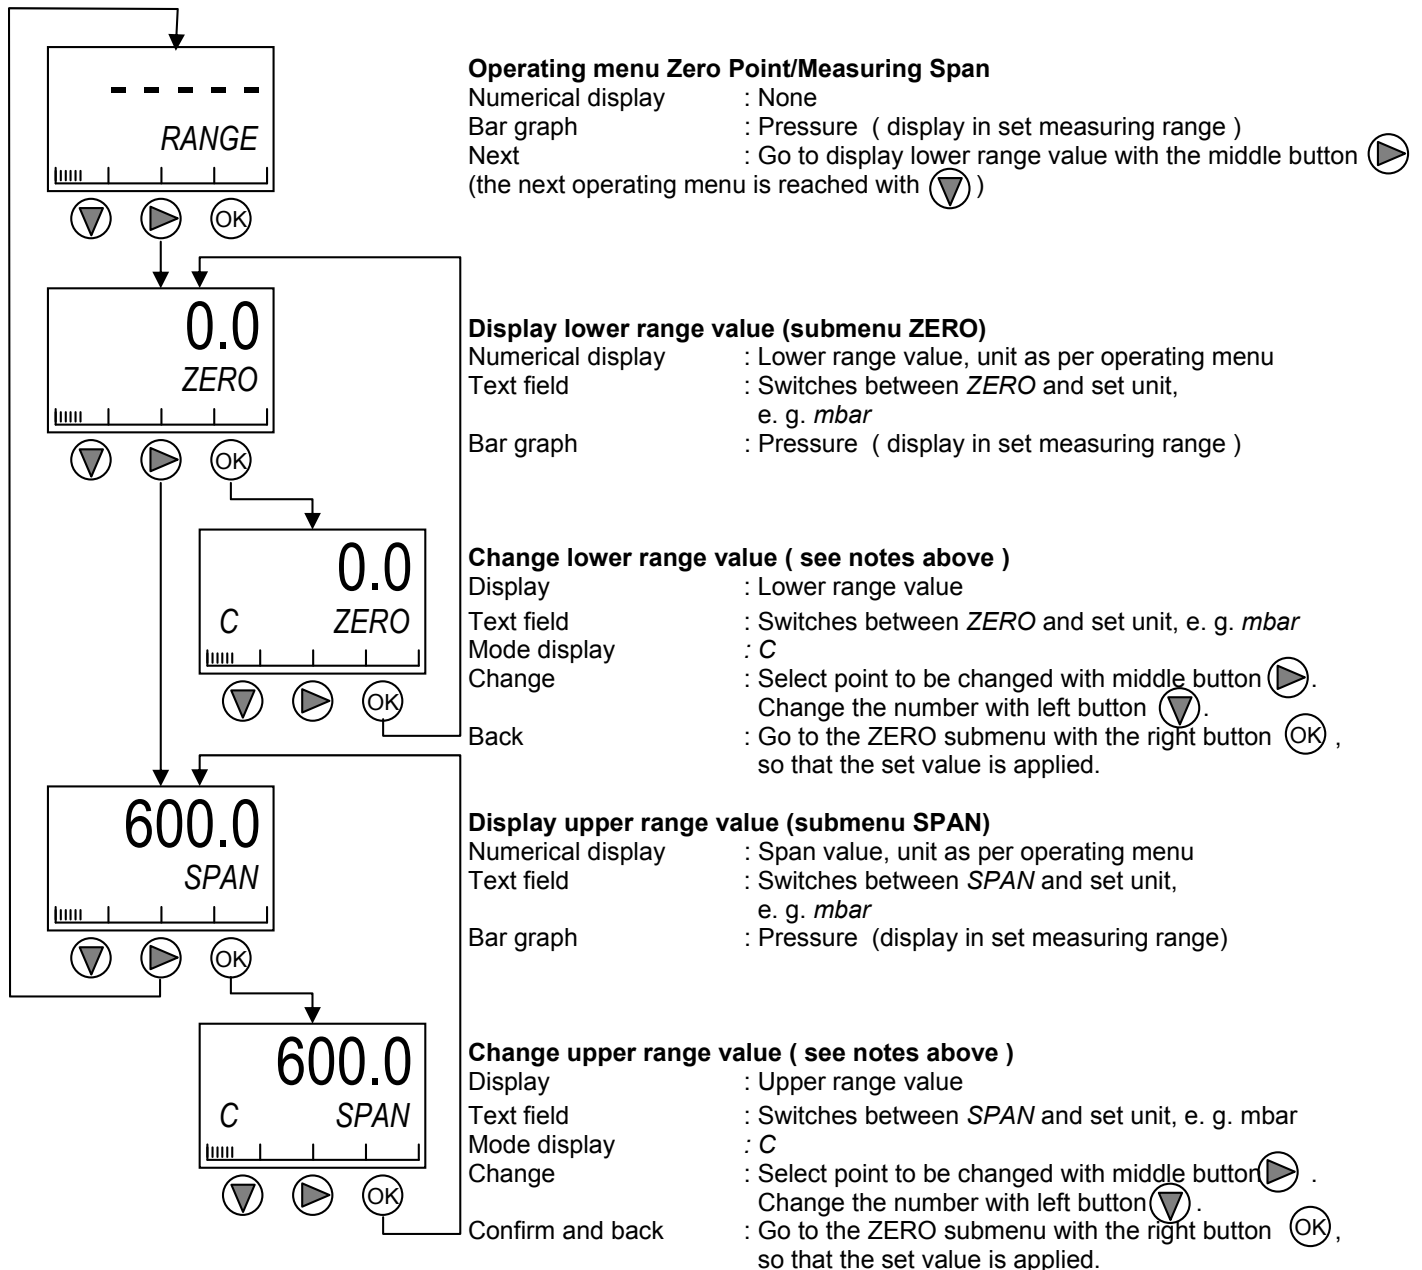 - - - - -
RANGE
OK
Operating menu Zero Point/Measuring Span
Numerical display : None
Bar graph : Pressure ( display in set measuring range )
Next : Go to display lower range value with the middle button
(the next operating menu is reached with )
0.0
ZERO
OK
Display lower range value (submenu ZERO)
Numerical display : Lower range value, unit as per operating menu
Text field : Switches between ZERO and set unit,
e. g. mbar
Bar graph : Pressure ( display in set measuring range )
0.0
C ZERO
OK
Change lower range value ( see notes above )
Display : Lower range value
Text field : Switches between ZERO and set unit, e. g. mbar
Mode display : C
Change : Select point to be changed with middle button .
Change the number with left button .
Back : Go to the ZERO submenu with the right button OK ,
so that the set value is applied.
600.0
SPAN
OK
Display upper range value (submenu SPAN)
Numerical display : Span value, unit as per operating menu
Text field : Switches between SPAN and set unit,
e. g. mbar
Bar graph : Pressure (display in set measuring range)
600.0
C SPAN
OK
Change upper range value ( see notes above )
Display : Upper range value
Text field : Switches between SPAN and set unit, e. g. mbar
Mode display : C
Change : Select point to be changed with middle button .
Change the number with left button .
Confirm and back : Go to the ZERO submenu with the right button OK ,
so that the set value is applied.